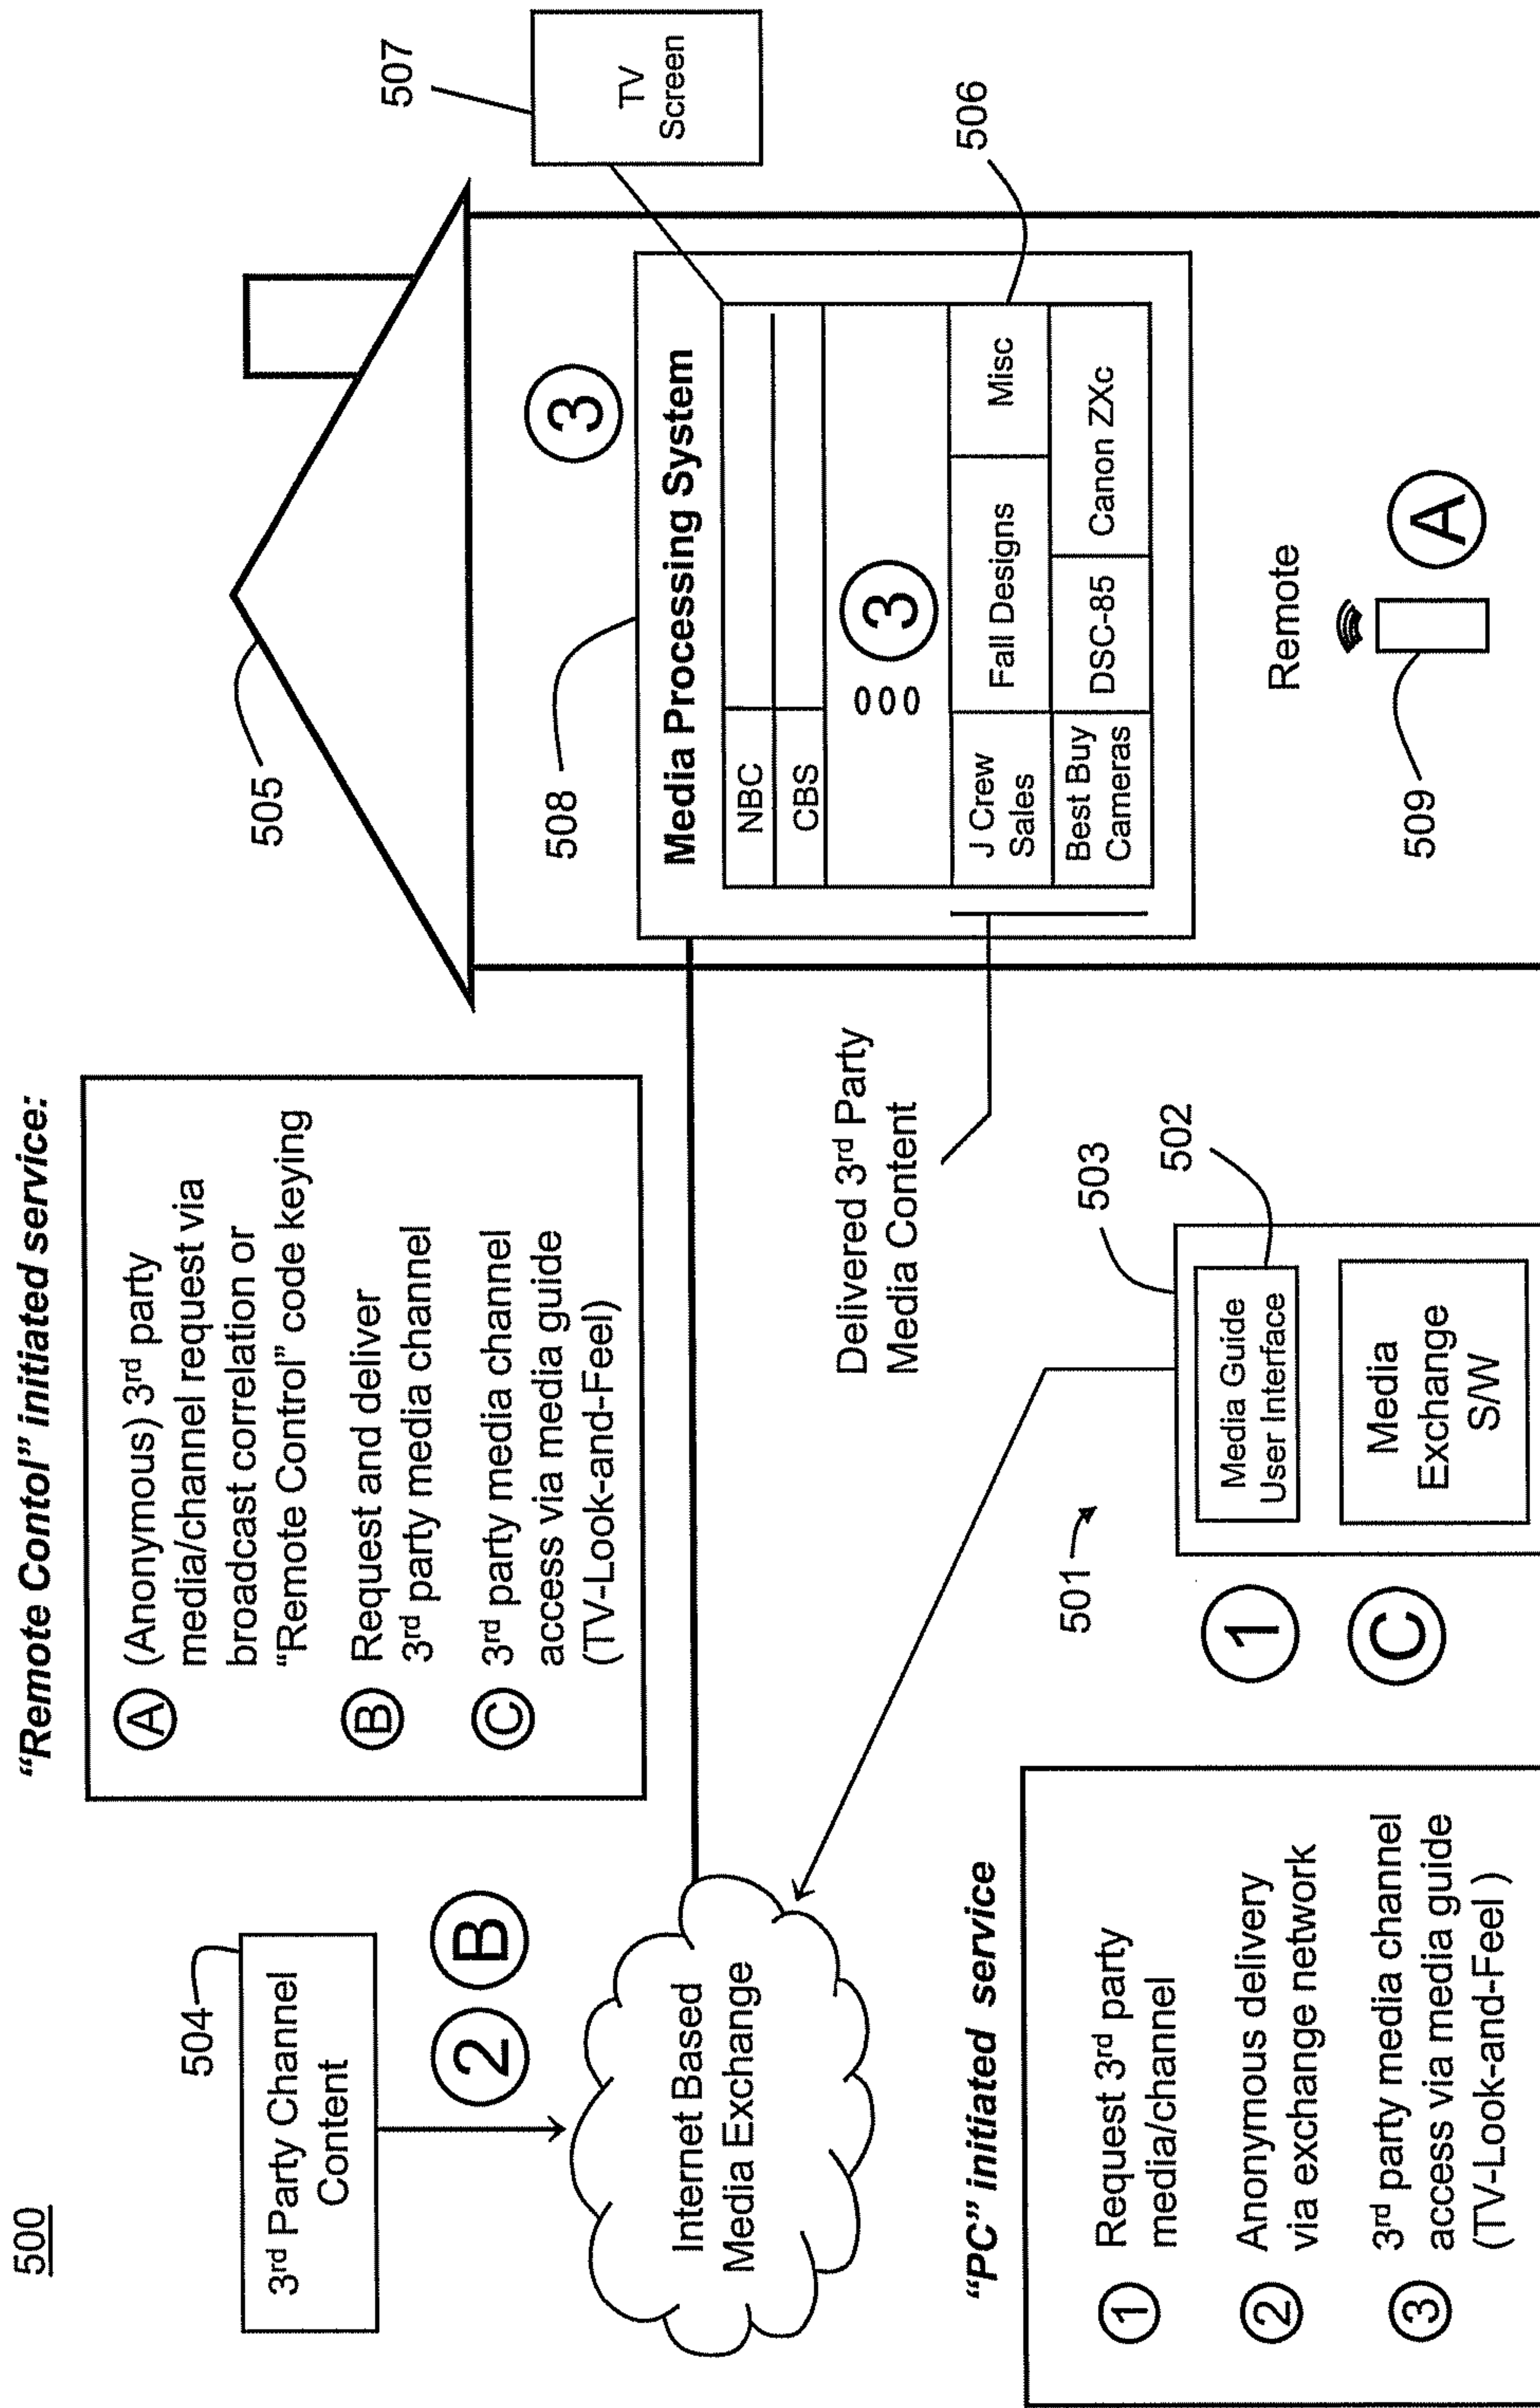 500
"Remote Contol" initiated service:
504
3rd Party Channel
Content
2
B
Internet Based
Media Exchange
A
(Anonymous) 3rd party
media/channel request via
broadcast correlation or
"Remote Control" code keying
B
Request and deliver
3rd party media channel
C
3rd party media channel
access via media guide
(TV-Look-and-Feel)
505
507
TV
Screen
3
508
Media Processing System
NBC
CBS
000
3
J Crew
Sales
Fall Designs
Misc
Best Buy
Cameras
DSC-85
Canon ZXc
506
Delivered 3rd Party
Media Content
Remote
509
A
"PC" initiated service
1
Request 3rd party
media/channel
2
Anonymous delivery
via exchange network
3
3rd party media channel
access via media guide
(TV-Look-and-Feel )
501
503
502
1
C
Media Guide
User Interface
Media
Exchange
S/W